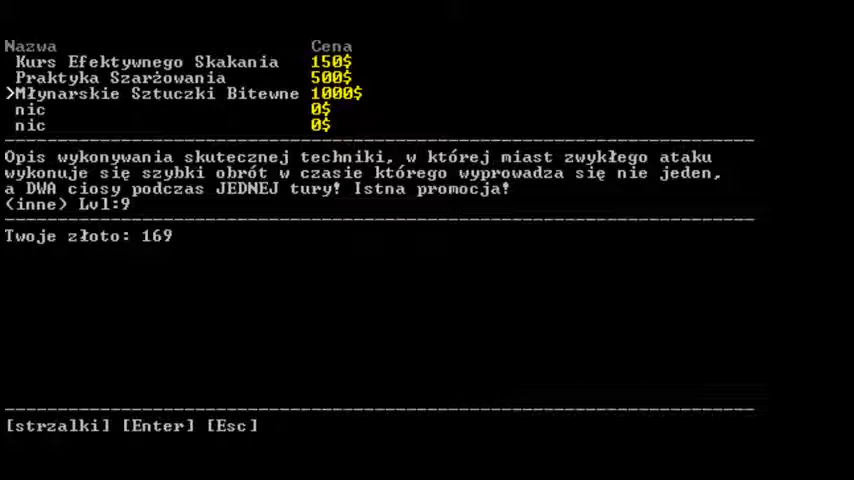 Nazwa Cena
Kurs Efektywnego Skakania 150$
Praktyka Szarżowania 500$
>Młynarskie Sztuczki Bitewne 1000$
nic 0$
nic 0$
Opis wykonywania skutecznej techniki, w której miast zwykłego ataku
wykonuje się szybki obrót w czasie którego wyprowadza się nie jeden,
a DWA ciosy podczas JEDNEJ tury! Istna promocja!
(inne) Lvl:9
Twoje złoto: 169
[strzalki] [Enter] [Esc]